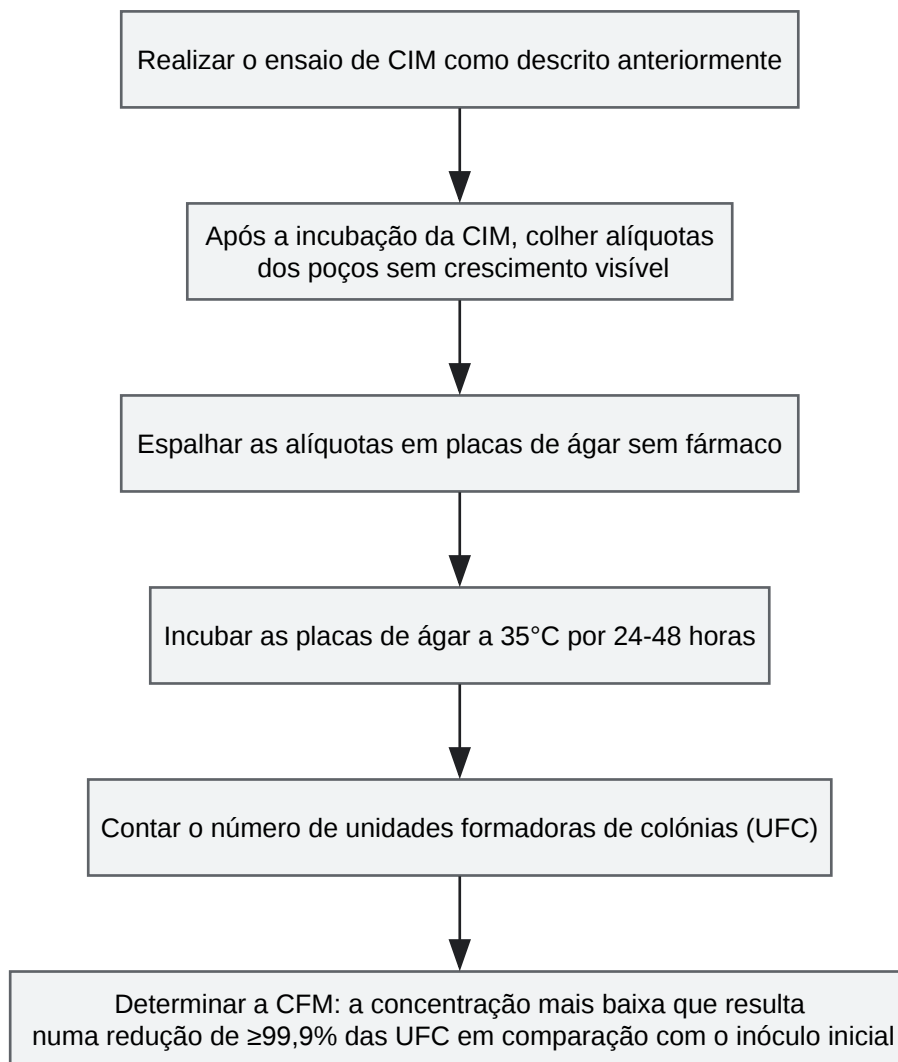 Realizar o ensaio de CIM como descrito anteriormente
Após a incubação da CIM, colher alíquotas
dos poços sem crescimento visível
Espalhar as alíquotas em placas de ágar sem fármaco
Incubar as placas de ágar a 35°C por 24-48 horas
Contar o número de unidades formadoras de colónias (UFC)
Determinar a CFM: a concentração mais baixa que resulta
numa redução de ≥99,9% das UFC em comparação com o inóculo inicial